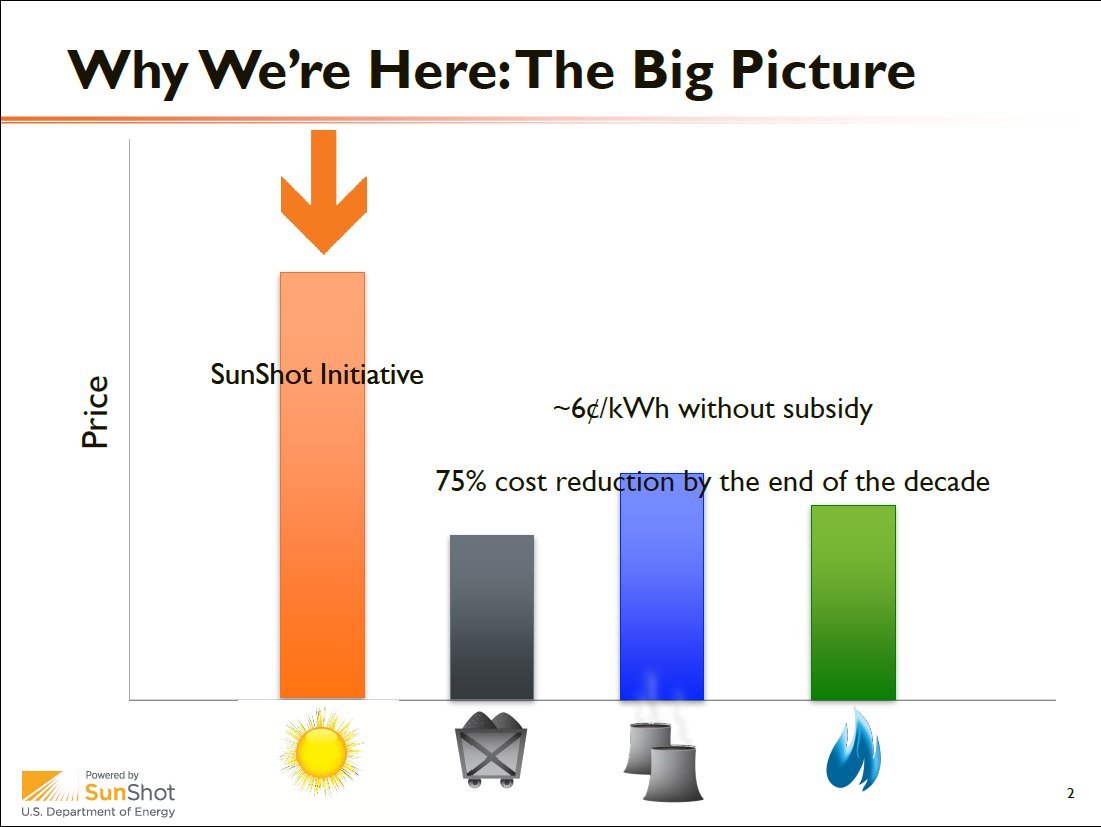 Why We're Here: The Big Picture
Price
SunShot Initiative
~6¢/kWh without subsidy
75% cost reduction by the end of the decade
Powered by
SunShot
U.S. Department of Energy
2